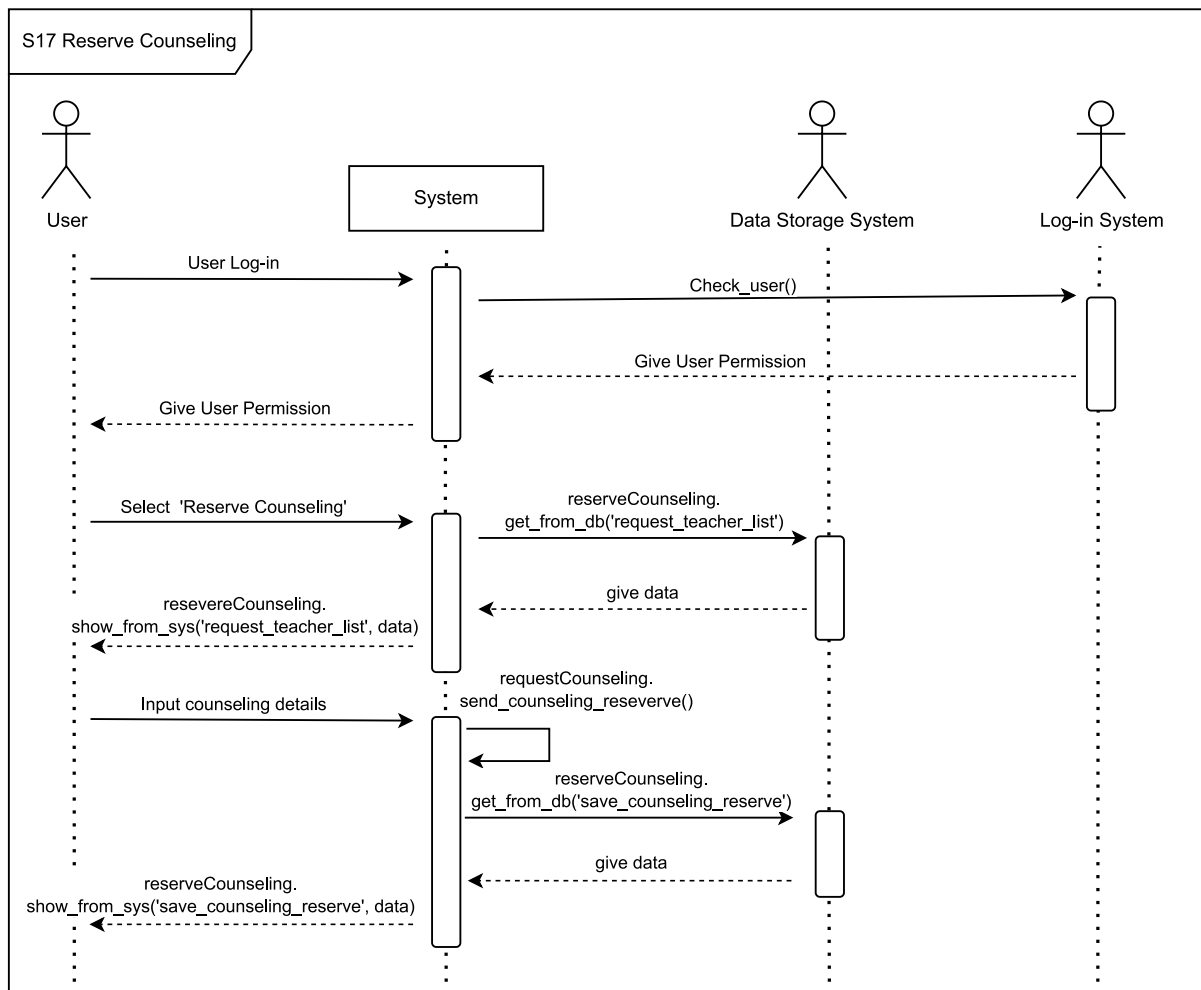 S17 Reserve Counseling
User
System
Data Storage System
Log-in System
User Log-in
Check_user()
Give User Permission
Give User Permission
Select 'Reserve Counseling'
reserveCounseling.
get_from_db('request_teacher_list')
give data
resevereCounseling.
show_from_sys('request_teacher_list', data)
Input counseling details
requestCounseling.
send_counseling_reseverve()
reserveCounseling.
get_from_db('save_counseling_reserve')
give data
reserveCounseling.
show_from_sys('save_counseling_reserve', data)